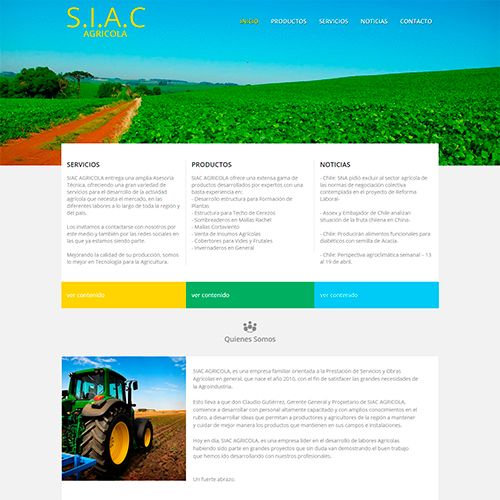 S.I.A.C
AGRICOLA
INICIO PRODUCTOS SERVICIOS NOTICIAS CONTACTO
SERVICIOS
SIAC AGRICOLA entrega una amplia Asesoria
Técnica, ofreciendo una gran variedad de
servicios para el desarrollo de la actividad
agrícola que necesita el mercado, en las
diferentes labores a lo largo de toda la región y
del pais.
Los invitamos a contactarse con nosotros por
este medio y también por las redes sociales en
las que ya estamos siendo parte.
Mejorando la calidad de su producción, somos
lo mejor en Tecnología para la Agricultura.
ver contenido
PRODUCTOS
SIAC AGRICOLA ofrece una extensa gama de
productos desarrollados por expertos con una
basta experiencia en:
- Desarrollo estructura para Formación de
Plantas
- Estructura para Techo de Cerezos
- Sombreaderos en Mallas Rachel
- Mallas Cortaviento
- Venta de Insumos Agrícolas
- Cobertores para Vides y Frutales
- Invernaderos en General
ver contenido
NOTICIAS
- Chile: SNA pidió excluir al sector agrícola de
las normas de negociación colectiva
contemplada en el proyecto de Reforma
Laboral-
- Asoex y Embajador de Chile analizan
situación de la fruta chilena en China-
- Chile: Producirán alimentos funcionales para
diabéticos con semilla de Acacia.
- Chile: Perspectiva agroclimática semanal – 13
al 19 de abril.
ver contenido
Quienes Somos
SIAC AGRICOLA, es una empresa familiar orientada a la Prestación de Servicios y Obras
Agrícolas en general, que nace el año 2010, con el fin de satisfacer las grandes necesidades de
la Agroindustria.
Esto lleva a que don Claudio Gutiérrez, Gerente General y Propietario de SIAC AGRICOLA,
comience a desarrollar con personal altamente capacitado y con amplios conocimientos en el
rubro, a desarrollar ideas que permitan a productores y agricultores de la región a mantener
y cuidar de mejor manera los productos que mantienen en sus campos e instalaciones.
Hoy en día, SIAC AGRICOLA, es una empresa líder en el desarrollo de labores Agrícolas
habiendo sido parte en grandes proyectos que sin duda van demostrando el buen trabajo
que hemos ido desarrollando con nuestros profesionales.
Un fuerte abrazo.